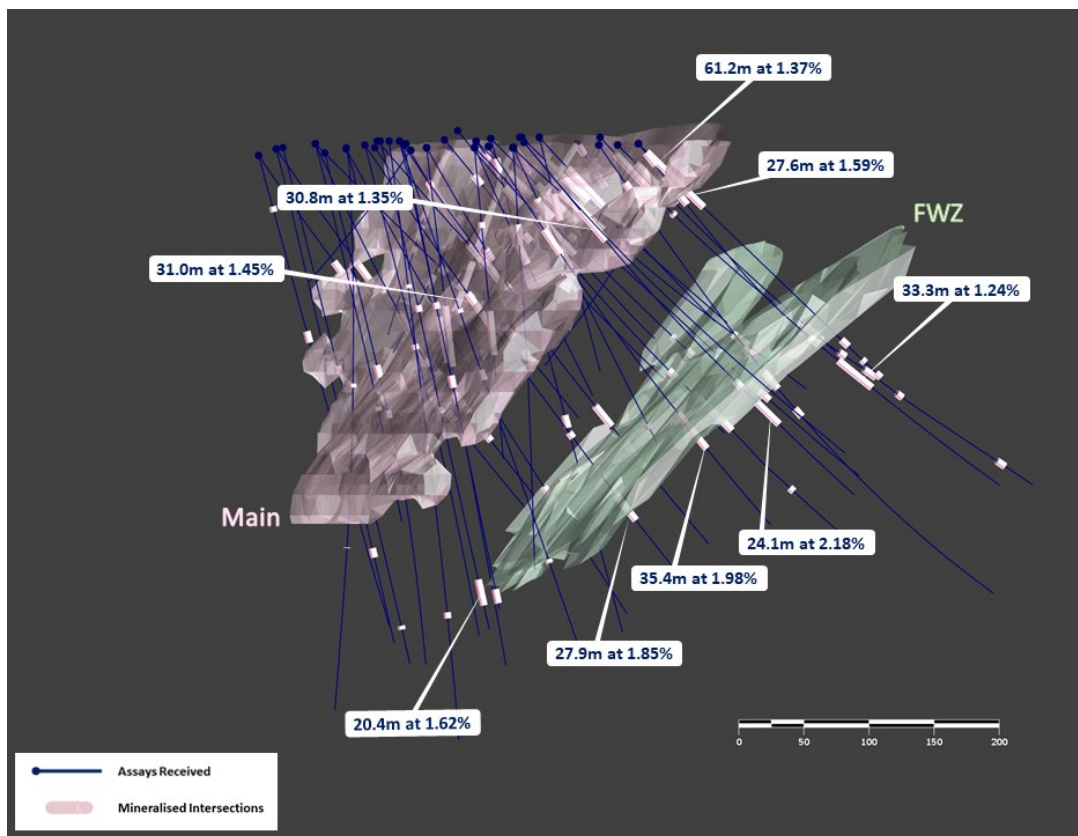 61.2m at 1.37%
27.6m at 1.59%
30.8m at 1.35%
FWZ
31.0m at 1.45%
33.3m at 1.24%
Main
24.1m at 2.18%
35.4m at 1.98%
27.9m at 1.85%
20.4m at 1.62%
0 50 100 150 200
Assays Received
Mineralised Intersections